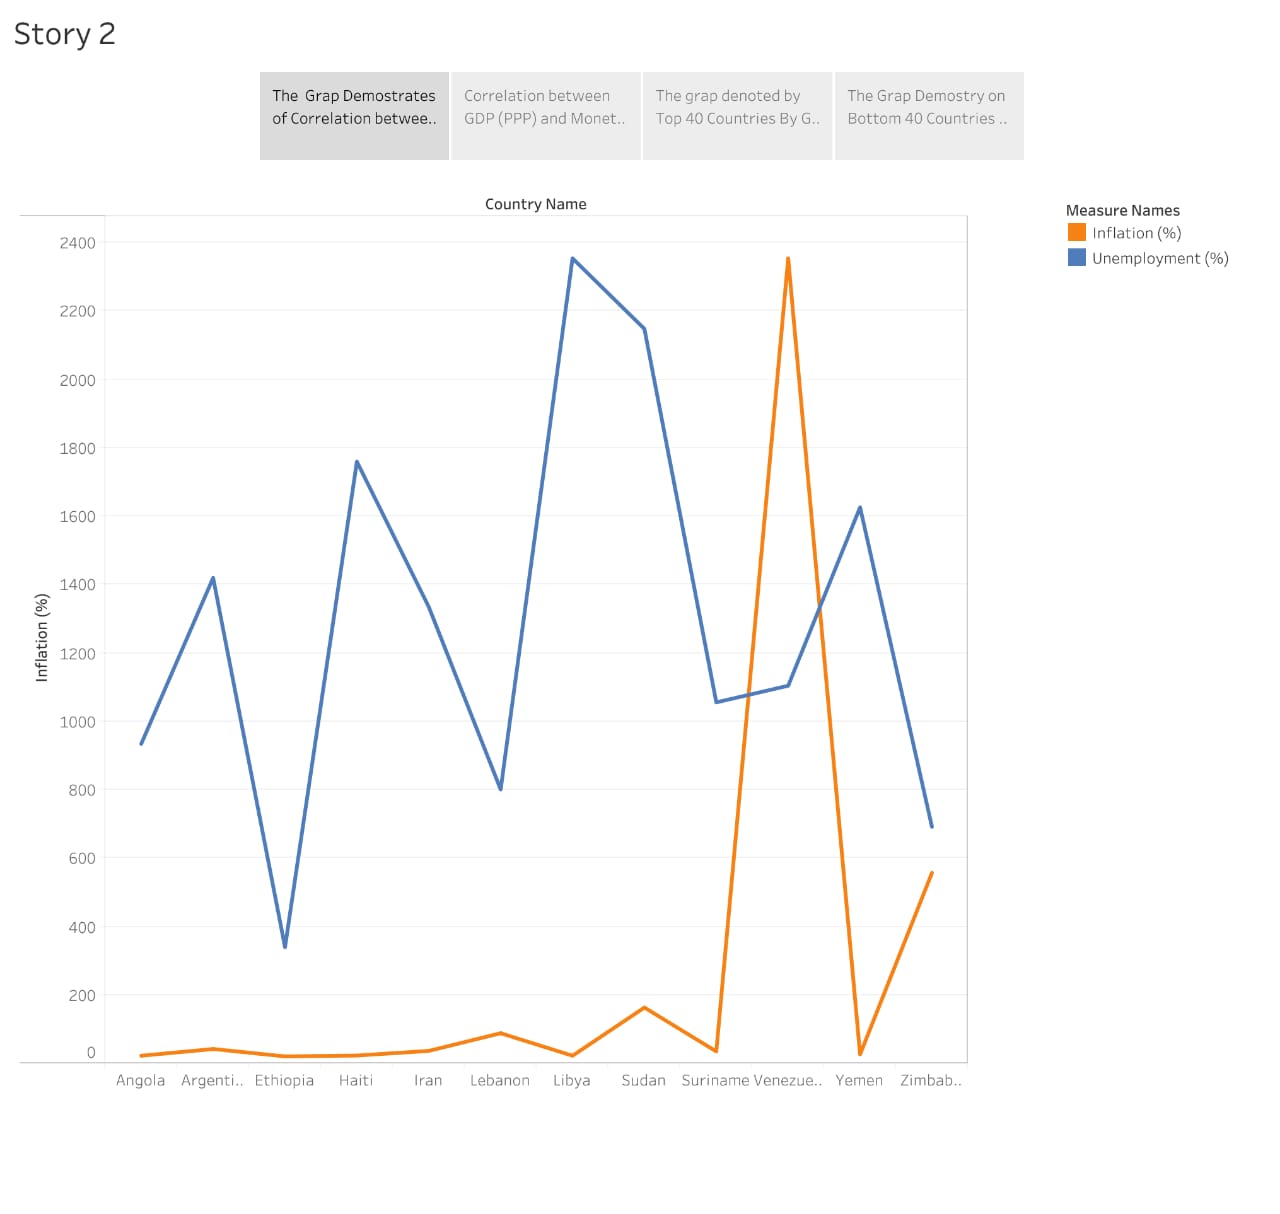 Story 2
The  Grap Demostrates
of Correlation betwee..
Correlation between
GDP (PPP) and Monet..
The grap denoted by
Top 40 Countries By G..
The Grap Demostry on
Bottom 40 Countries ..
Country Name
Measure Names
Inflation (%)
Unemployment (%)
2400
2200
2000
1800
1600
1400
1200
1000
800
600
400
200
0
Inflation (%)
Angola Argenti.. Ethiopia Haiti Iran Lebanon Libya Sudan Suriname Venezue.. Yemen Zimbab..